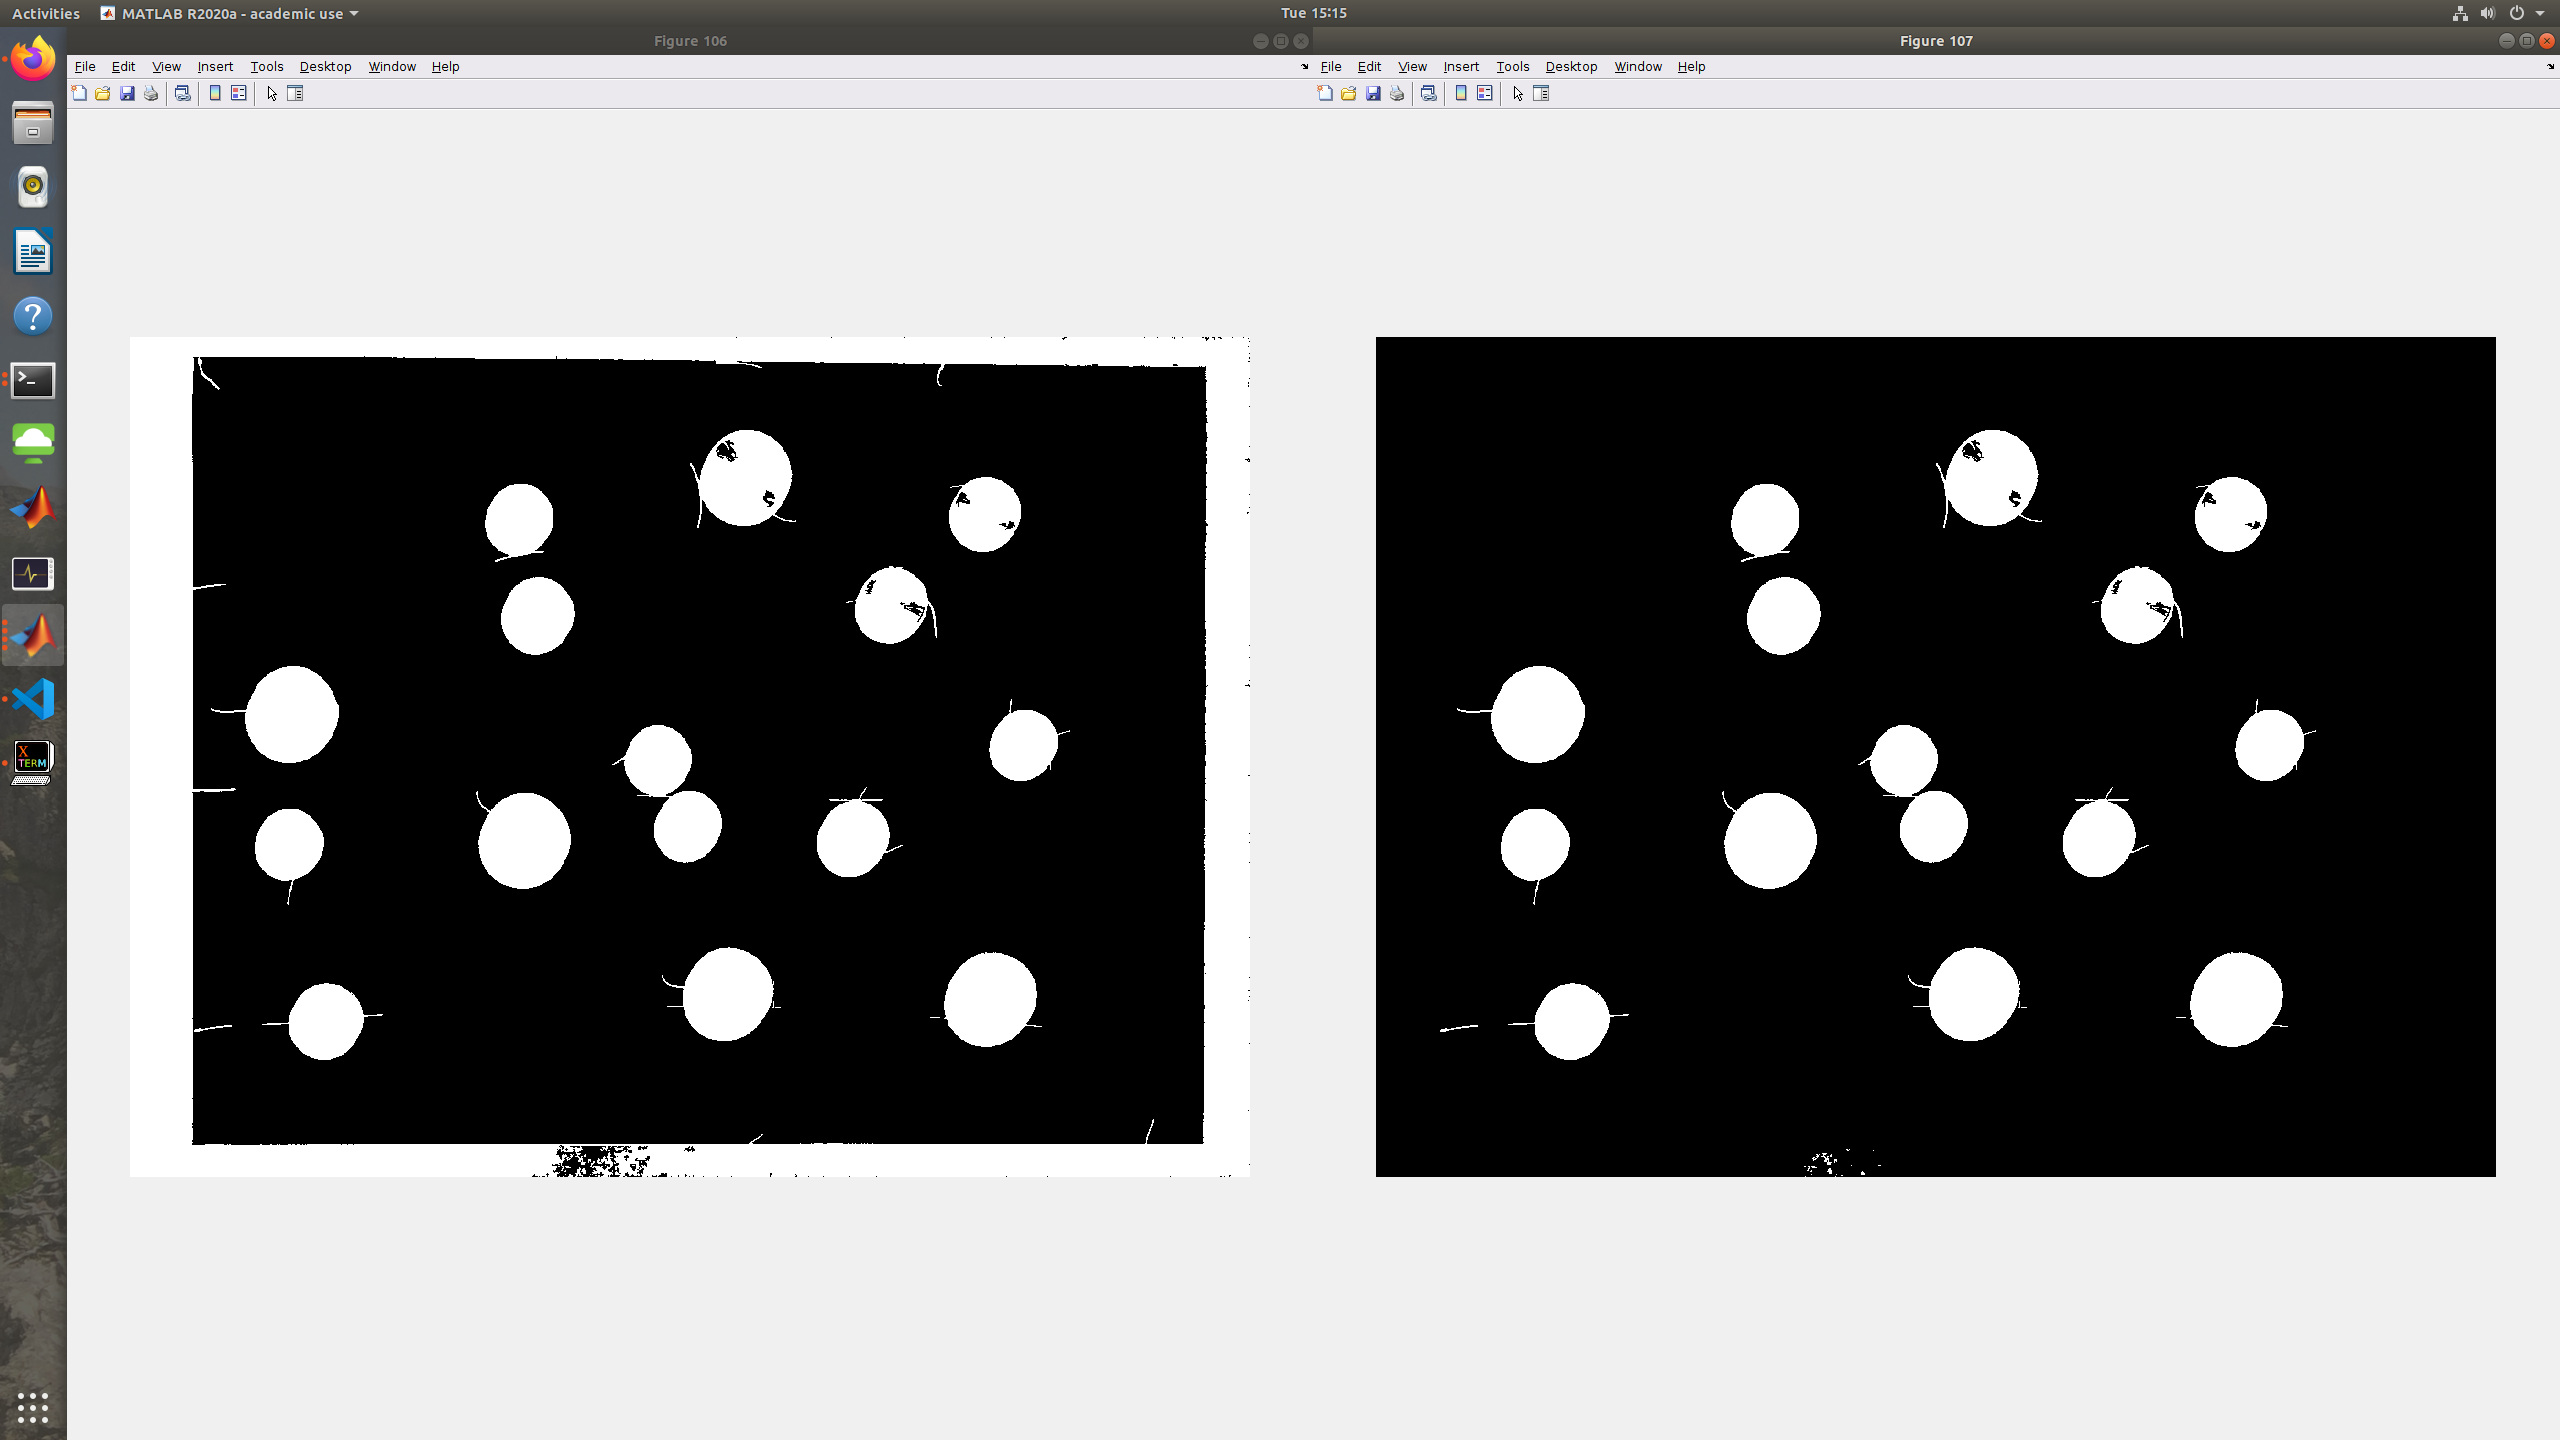 Activities MATLAB R2020a - academic use Tue 15:15
Figure 106
File Edit View Insert Tools Desktop Window Help
Figure 107
File Edit View Insert Tools Desktop Window Help
?
>_
X
TERM